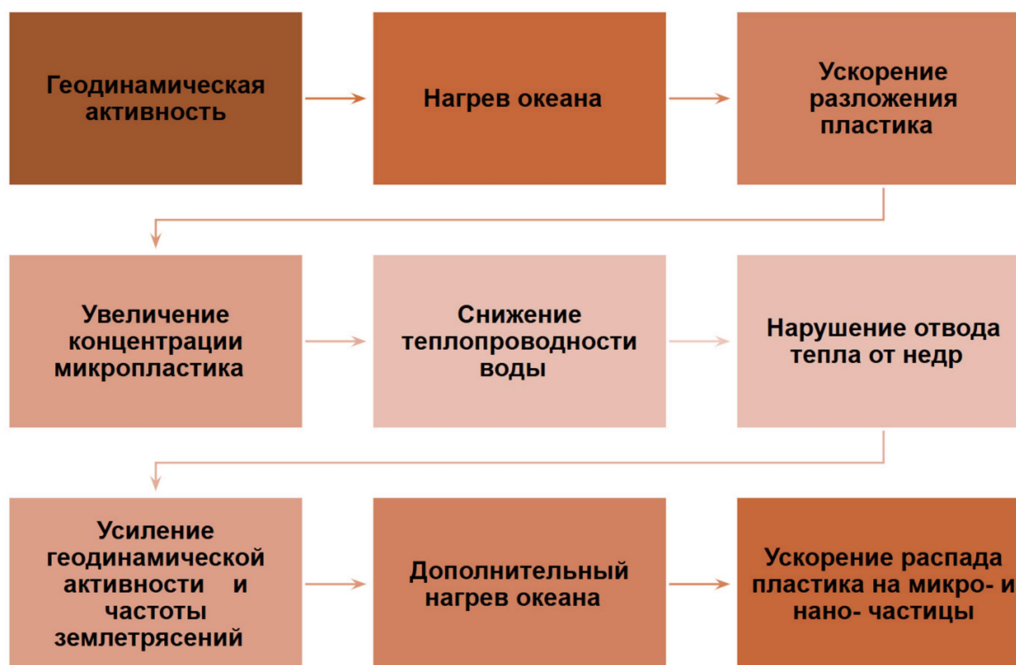 Геодинамическая
активность
Нагрев океана
Ускорение
разложения
пластика
Увеличение
концентрации
микропластика
Снижение
теплопроводности
воды
Нарушение отвода
тепла от недр
Усиление
геодинамической
активности и
частоты
землетрясений
Дополнительный
нагрев океана
Ускорение распада
пластика на микро- и
нано- частицы